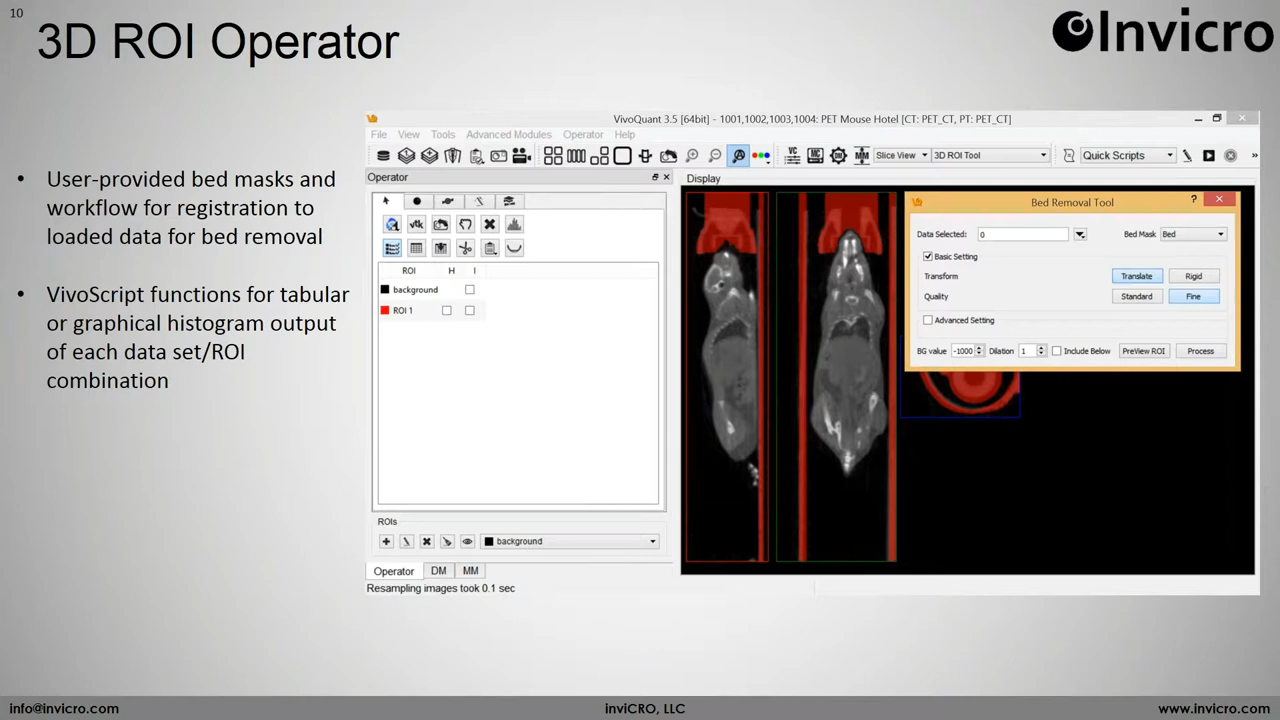 10
3D ROI Operator
Invicro
• User-provided bed masks and
workflow for registration to
loaded data for bed removal
• VivoScript functions for tabular
or graphical histogram output
of each data set/ROI
combination
VivoQuant 3.5 [64bit] - 1001,1002,1003,1004: PET Mouse Hotel [CT: PET_CT, PT: PET_CT]
File View Tools Advanced Modules Operator Help
VC MC DM MM Slice View 3D ROI Tool Quick Scripts »
Operator
Display
vtk
ROI H I
background
ROI 1
ROIs
background
Operator DM MM
Resampling images took 0.1 sec
Bed Removal Tool ?
Data Selected: 0 Bed Mask Bed
Basic Setting
Transform Translate Rigid
Quality Standard Fine
Advanced Setting
BG value -1000 Dilation 1 Include Below PreView ROI Process
info@invicro.com inviCRO, LLC www.invicro.com